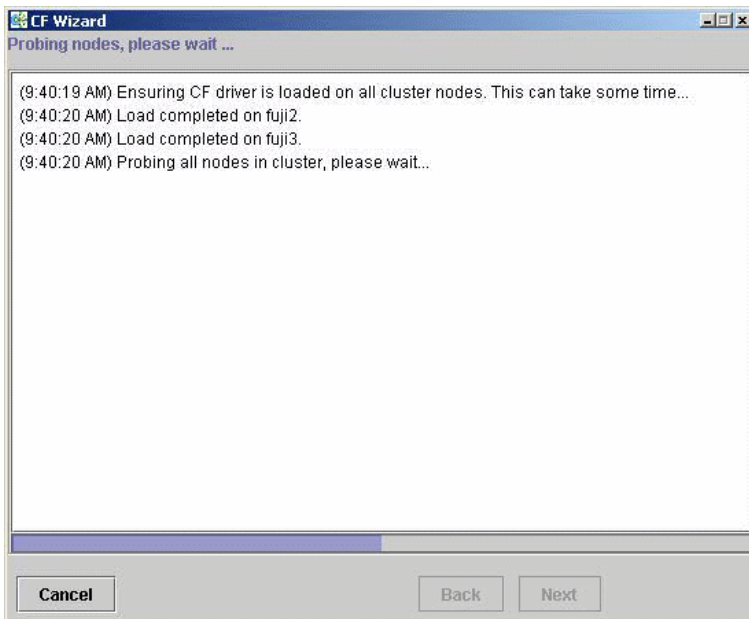 CF Wizard
Probing nodes, please wait ...
(9:40:19 AM) Ensuring CF driver is loaded on all cluster nodes. This can take some time...
(9:40:20 AM) Load completed on fuji2.
(9:40:20 AM) Load completed on fuji3.
(9:40:20 AM) Probing all nodes in cluster, please wait...
Cancel
Back
Next